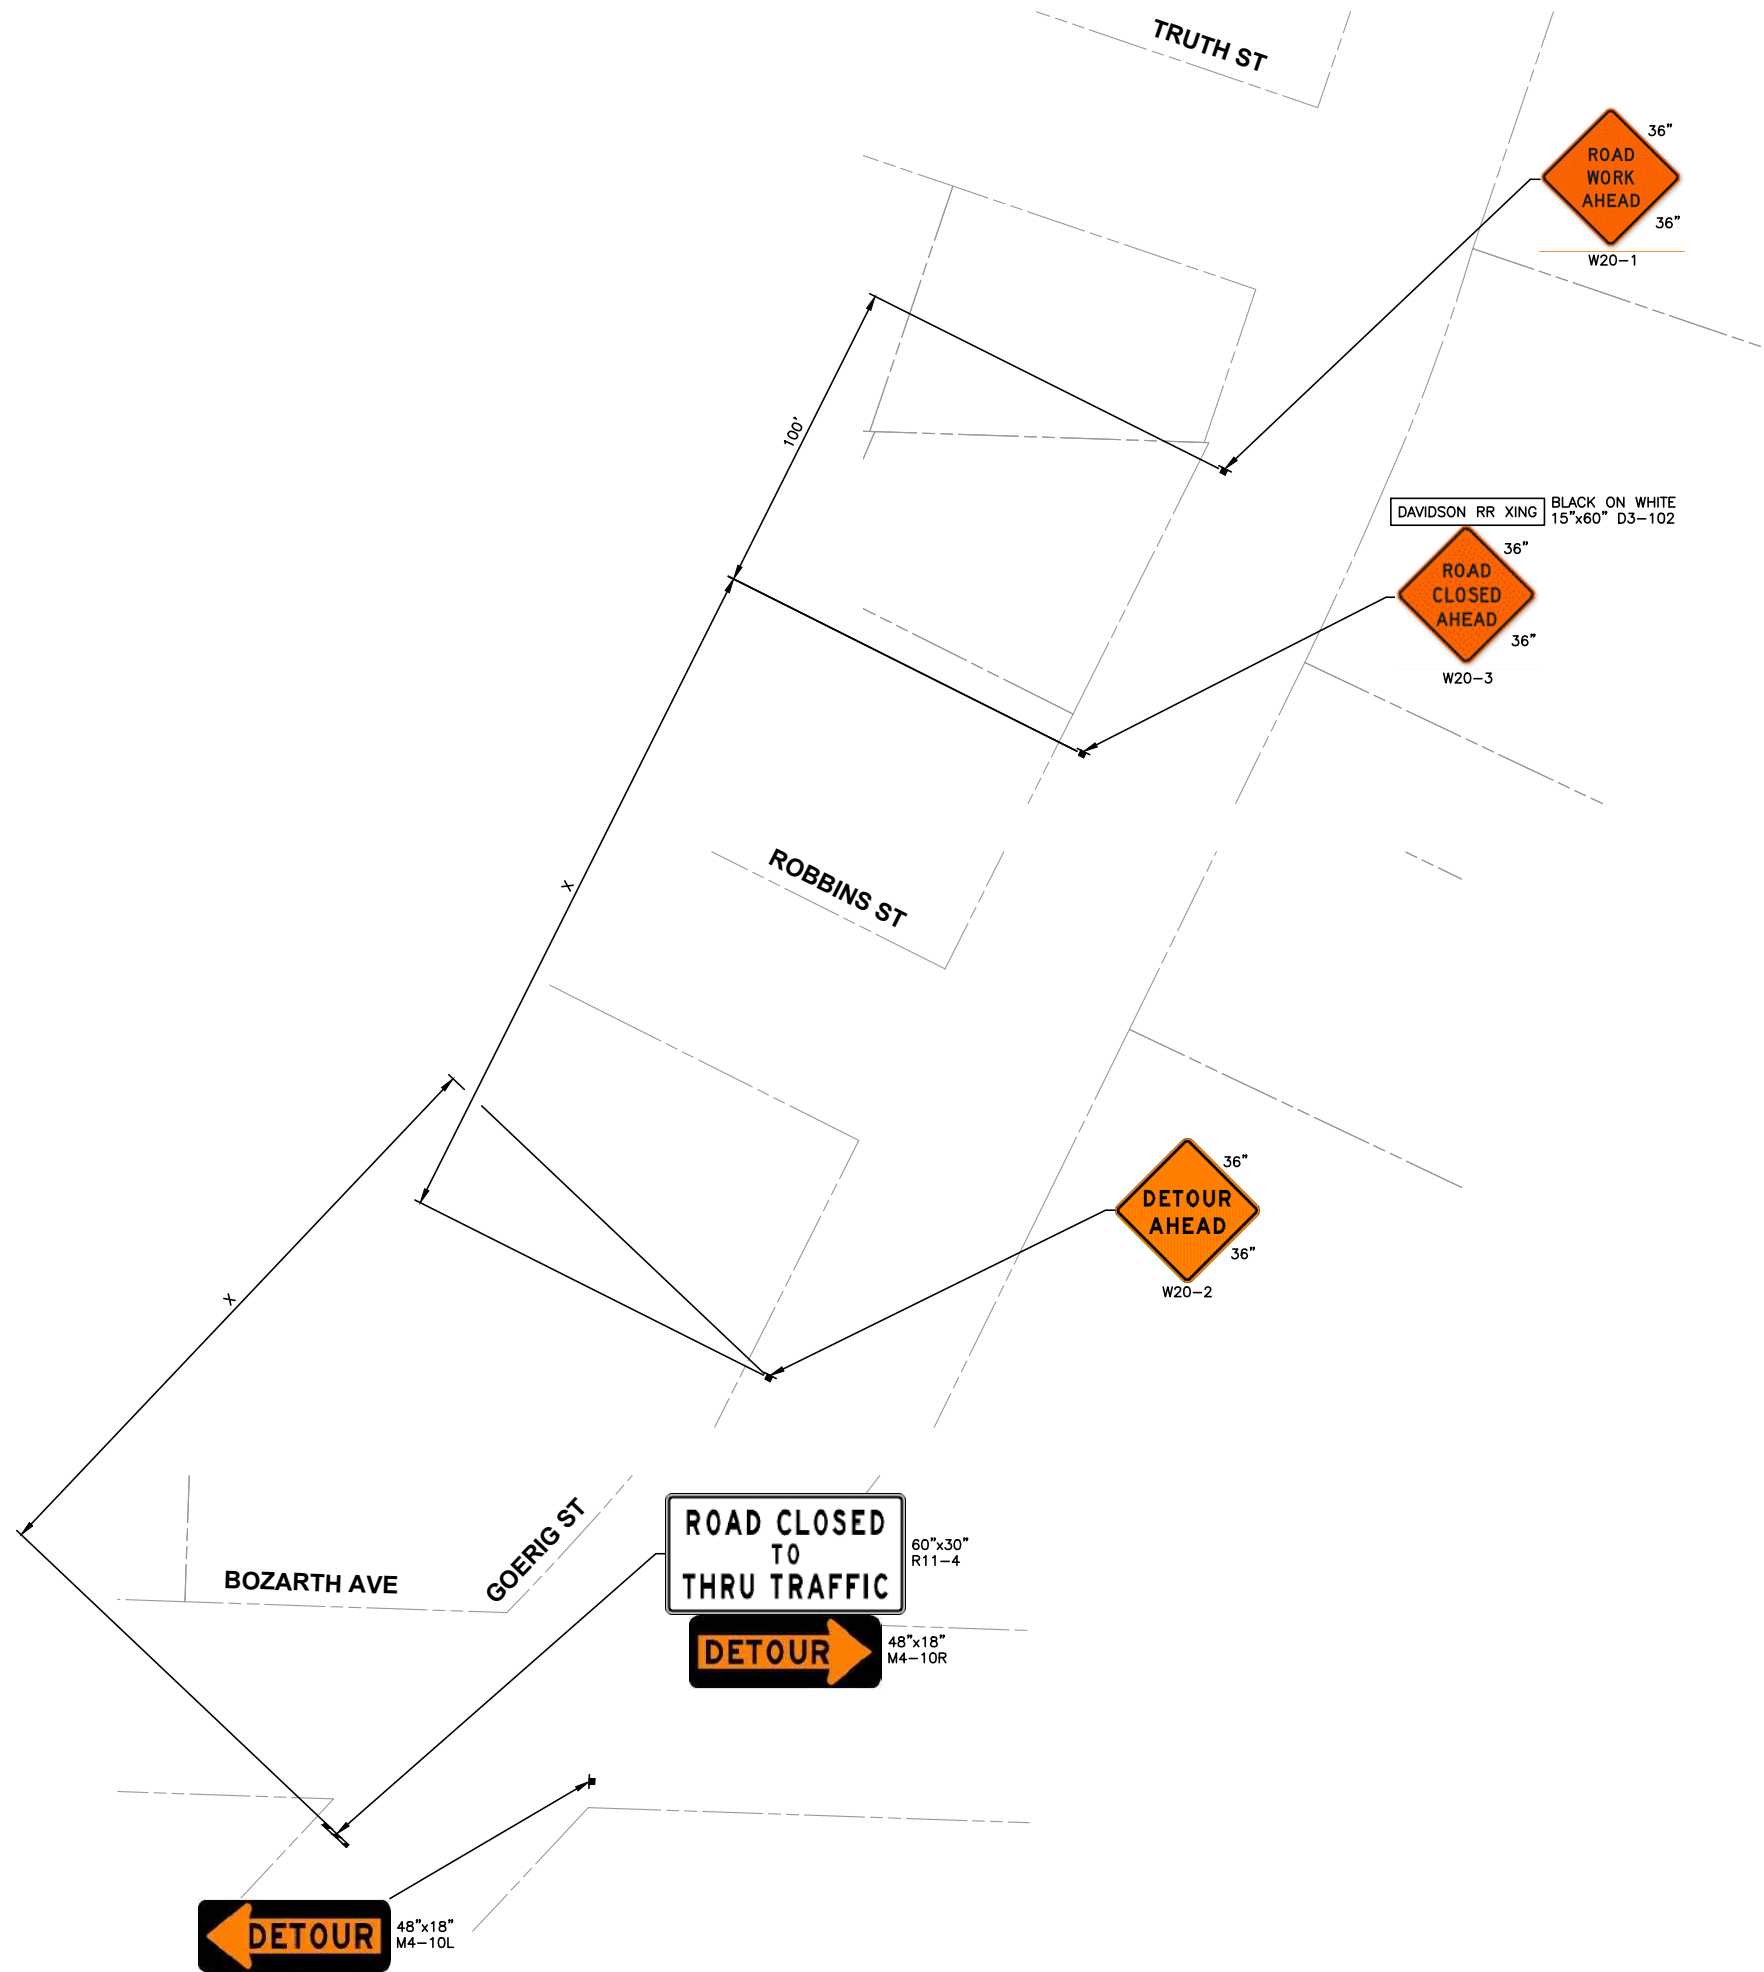 TRUTH ST
36"
ROAD
WORK
AHEAD
36"
W20-1
100'
DAVIDSON RR XING
BLACK ON WHITE
15"x60" D3-102
36"
ROAD
CLOSED
AHEAD
36"
W20-3
ROBBINS ST
X
36"
DETOUR
AHEAD
36"
W20-2
X
GOERIG ST
BOZARTH AVE
ROAD CLOSED
TO
THRU TRAFFIC
60"x30"
R11-4
DETOUR
48"x18"
M4-10R
DETOUR
48"x18"
M4-10L